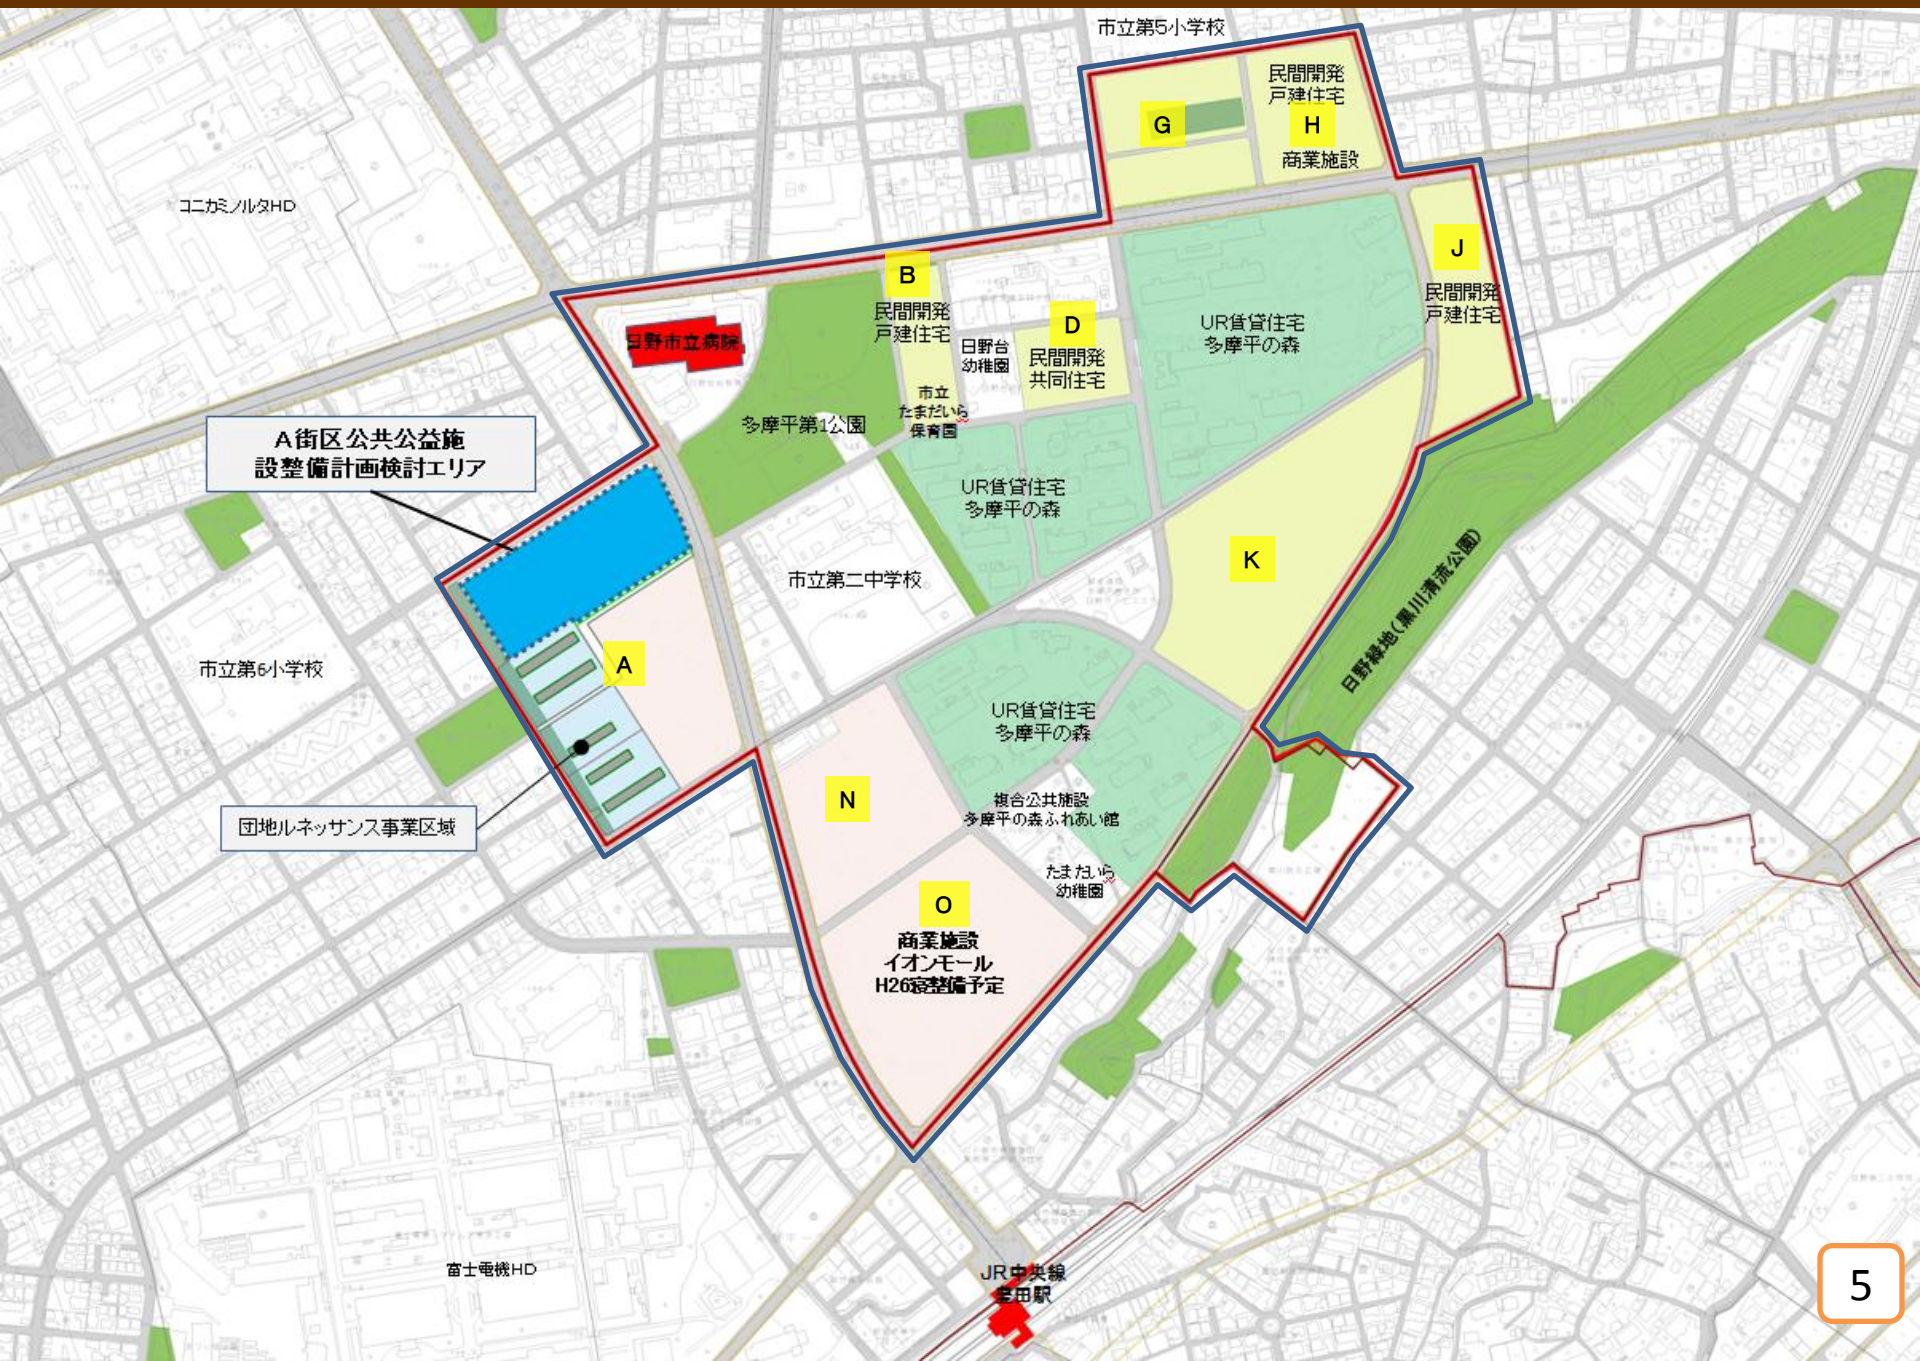 市立第5小学校
民間開発
戸建住宅
G
H
商業施設
コニカミノルタHD
J
民間開発
戸建住宅
B
民間開発
戸建住宅
D
民間開発
共同住宅
日野台
幼稚園
UR賃貸住宅
多摩平の森
日野市立病院
市立
たまだいら
保育園
多摩平第1公園
A街区公共公益施
設整備計画検討エリア
UR賃貸住宅
多摩平の森
市立第二中学校
K
日野緑地(黒川清流公園)
市立第6小学校
A
UR賃貸住宅
多摩平の森
N
複合公共施設
多摩平の森ふれあい館
団地ルネッサンス事業区域
たまだいら
幼稚園
O
商業施設
イオンモール
H26秋整備予定
富士電機HD
JR中央線
豊田駅
5